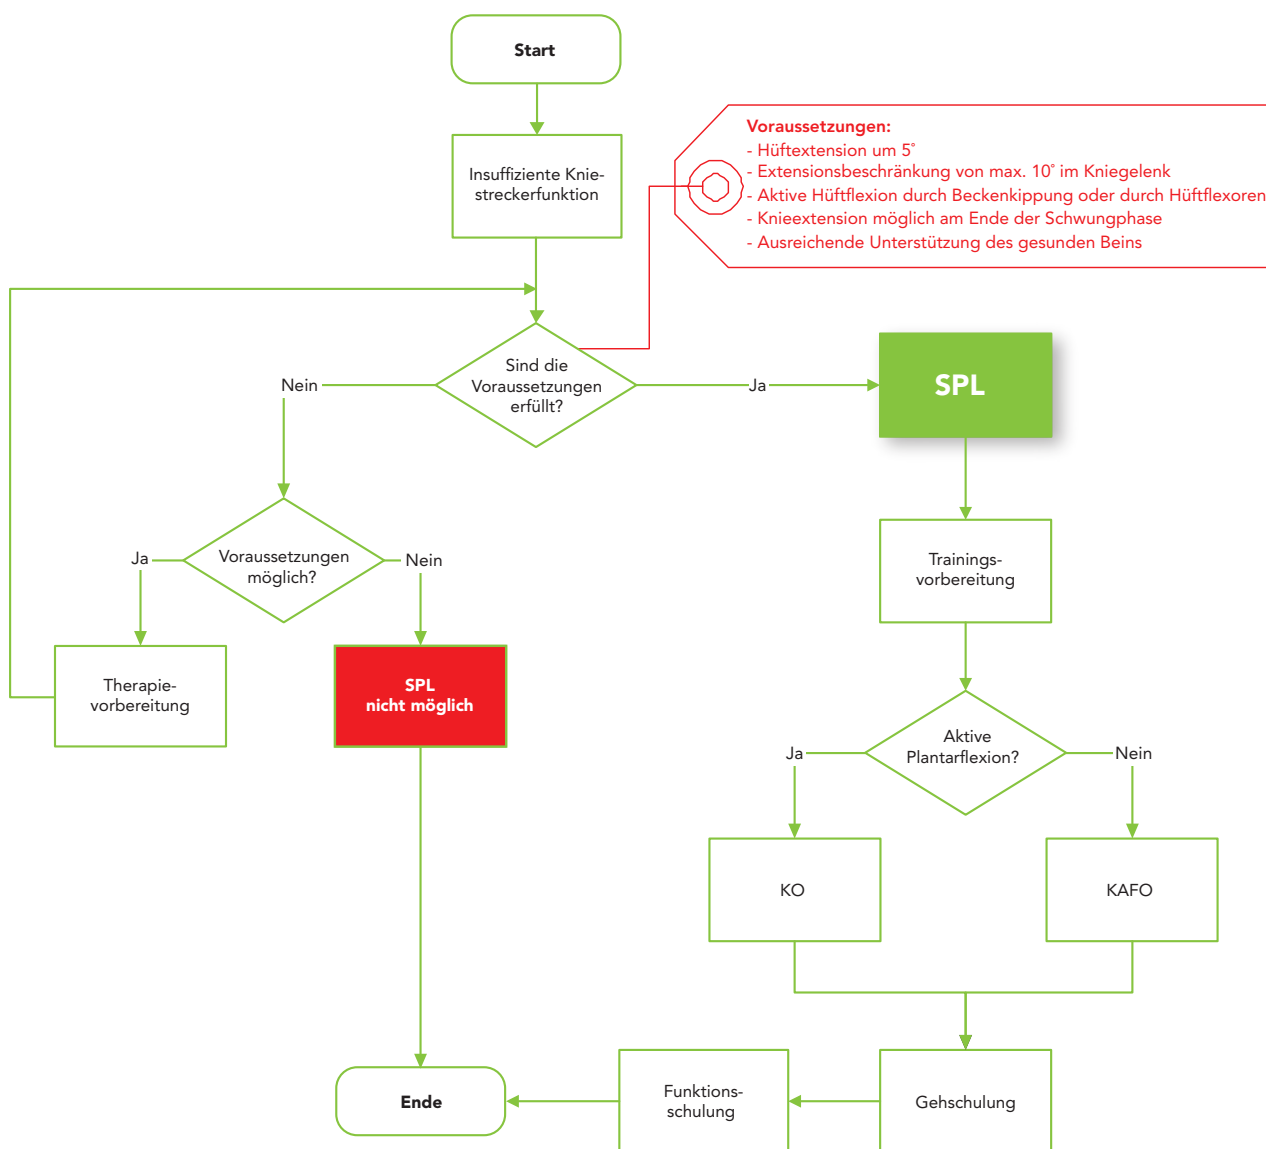 Start
Voraussetzungen:
- Hüftextension um 5°
- Extensionsbeschränkung von max. 10° im Kniegelenk
- Aktive Hüftflexion durch Beckenkippung oder durch Hüftflexoren
- Knieextension möglich am Ende der Schwungphase
- Ausreichende Unterstützung des gesunden Beins
Insuffiziente Knie-
streckerfunktion
Sind die
Voraussetzungen
erfüllt?
Nein
Ja
SPL
Voraussetzungen
möglich?
Ja
Nein
Trainings-
vorbereitung
Therapie-
vorbereitung
SPL
nicht möglich
Aktive
Plantarflexion?
Ja
Nein
KO
KAFO
Ende
Funktions-
schulung
Gehschulung